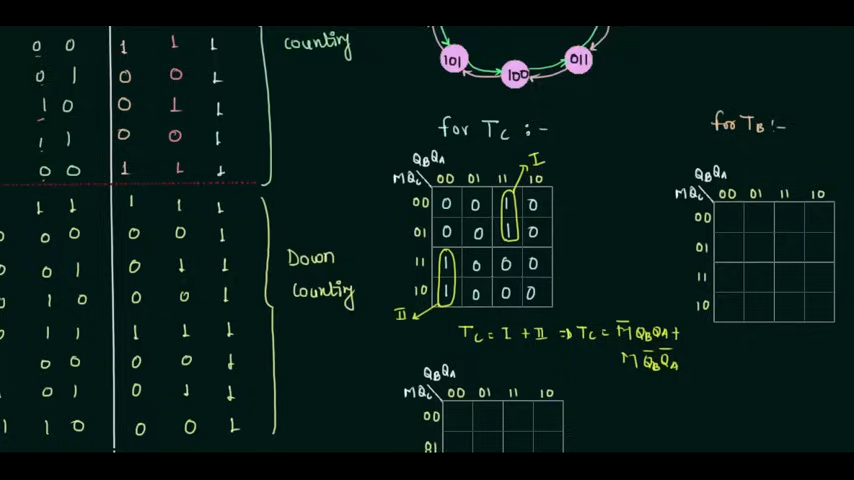 counting
0 0 1 1 1
0 1 0 0 1
1 0 0 1 1
1 1 0 0 1
0 0 1 1 1
1 1 1 1 1
0 0 0 0 0 1
0 0 1 0 1 1
0 1 0 0 0 1
0 1 1 1 1 1
0 0 0 0 1
0 1 0 1 1
1 1 0 0 0 1
Down
counting
101
100
011
for TC :-
I
QBQA
MQC 00 01 11 10
00 0 0 1 0
01 0 0 1 0
11 1 0 0 0
10 1 0 0 0
II
TC = I + II ⇒ TC = M̅QBQA +
MQ̅BQ̅A
for TB :-
QBQA
MQC 00 01 11 10
00
01
11
10
QBQA
MQC 00 01 11 10
00
01